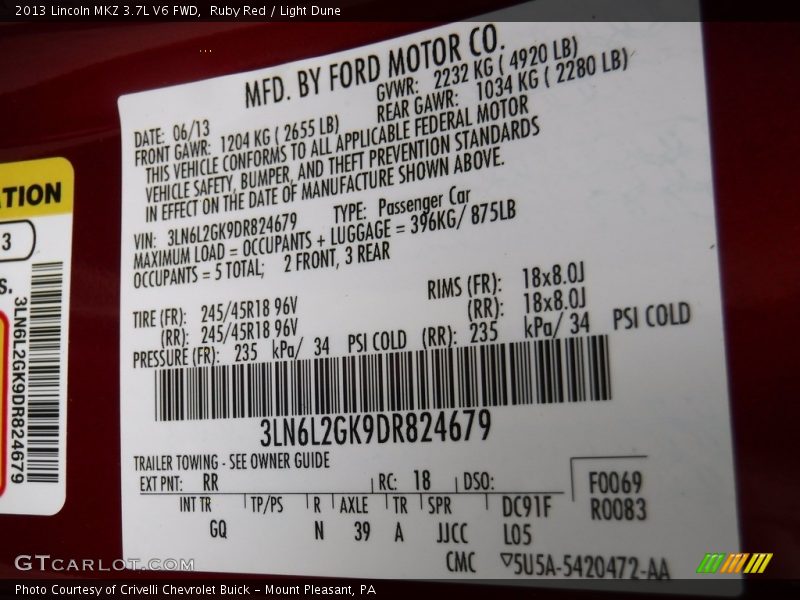 2013 Lincoln MKZ 3.7L V6 FWD,  Ruby Red / Light Dune
MFD. BY FORD MOTOR CO.
DATE: 06/13 GVWR: 2232 KG ( 4920 LB)
FRONT GAWR: 1204 KG ( 2655 LB) REAR GAWR: 1034 KG ( 2280 LB)
THIS VEHICLE CONFORMS TO ALL APPLICABLE FEDERAL MOTOR
VEHICLE SAFETY, BUMPER, AND THEFT PREVENTION STANDARDS
IN EFFECT ON THE DATE OF MANUFACTURE SHOWN ABOVE.
VIN: 3LN6L2GK9DR824679 TYPE: Passenger Car
MAXIMUM LOAD = OCCUPANTS + LUGGAGE = 396KG/ 875LB
OCCUPANTS = 5 TOTAL; 2 FRONT, 3 REAR
TIRE (FR): 245/45R18 96V RIMS (FR): 18x8.0J
(RR): 245/45R18 96V (RR): 18x8.0J
PRESSURE (FR): 235 kPa/ 34 PSI COLD (RR): 235 kPa/ 34 PSI COLD
3LN6L2GK9DR824679
TRAILER TOWING - SEE OWNER GUIDE
EXT PNT: RR RC: 18 DSO: F0069
INT TR TP/PS R AXLE TR SPR DC91F R0083
GQ N 39 A JJCC L05
CMC ▽5U5A-5420472-AA
TION
3
S.
3LN6L2GK9DR824679
GTCARLOT.COM
Photo Courtesy of Crivelli Chevrolet Buick - Mount Pleasant, PA